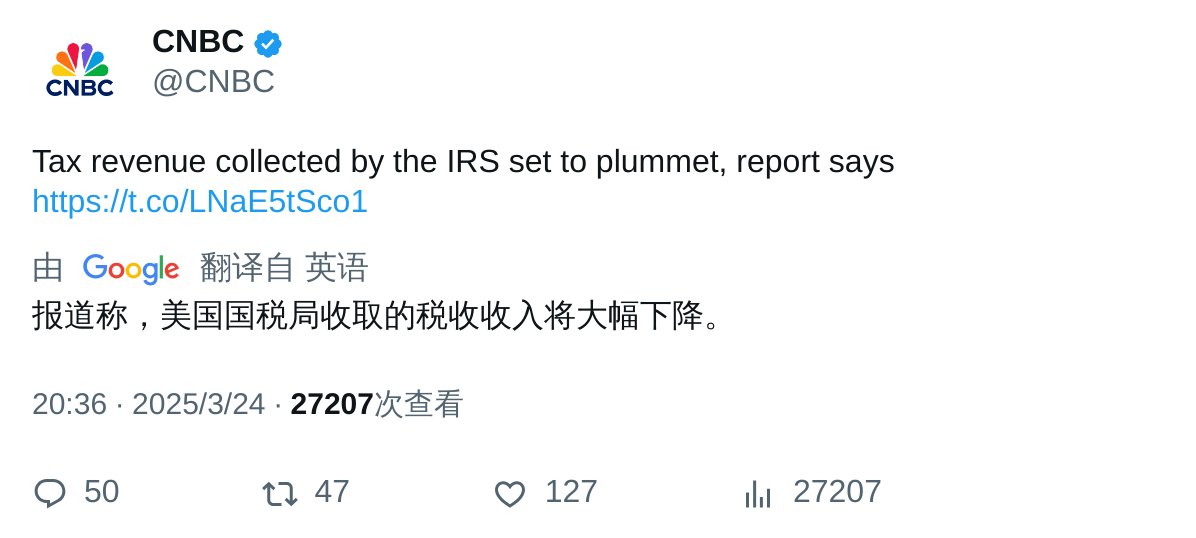 CNBC
CNBC
@CNBC
Tax revenue collected by the IRS set to plummet, report says
https://t.co/LNaE5tSco1
由 Google 翻译自 英语
报道称，美国国税局收取的税收收入将大幅下降。
20:36 · 2025/3/24 · 27207次查看
50 47 127 27207